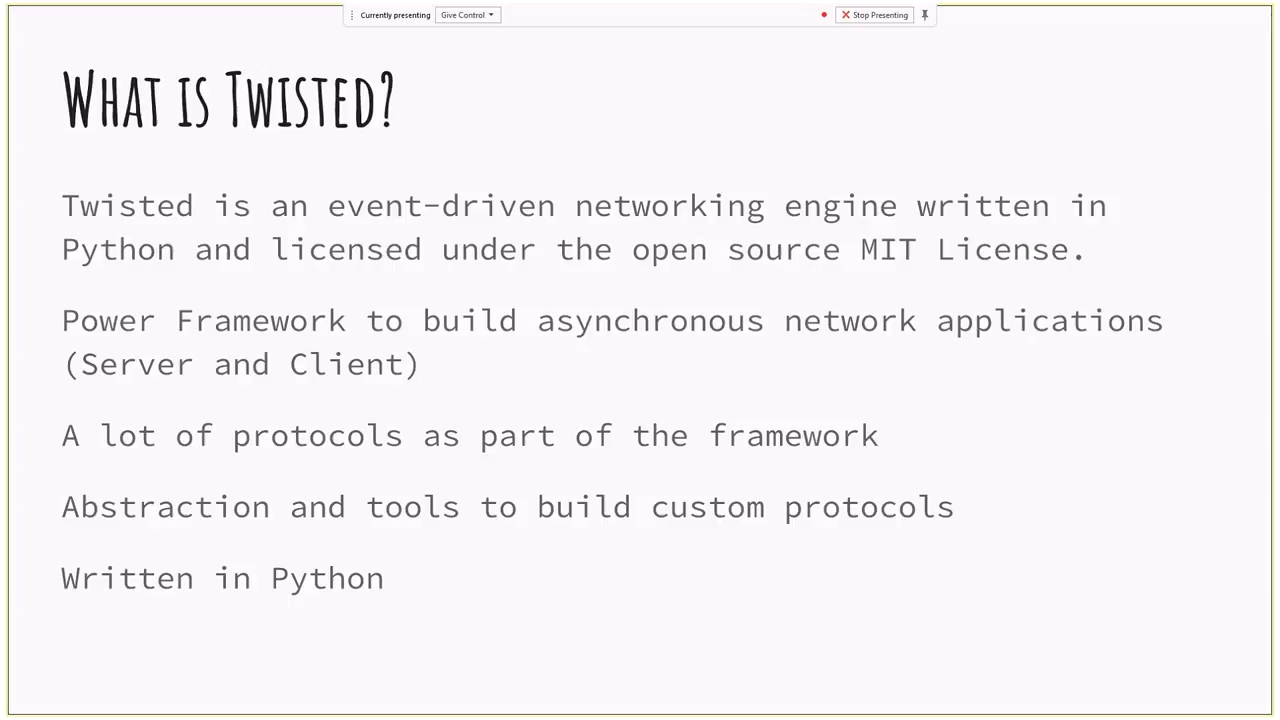 Currently presenting Give Control Stop Presenting
What is Twisted?
Twisted is an event-driven networking engine written in
Python and licensed under the open source MIT License.
Power Framework to build asynchronous network applications
(Server and Client)
A lot of protocols as part of the framework
Abstraction and tools to build custom protocols
Written in Python